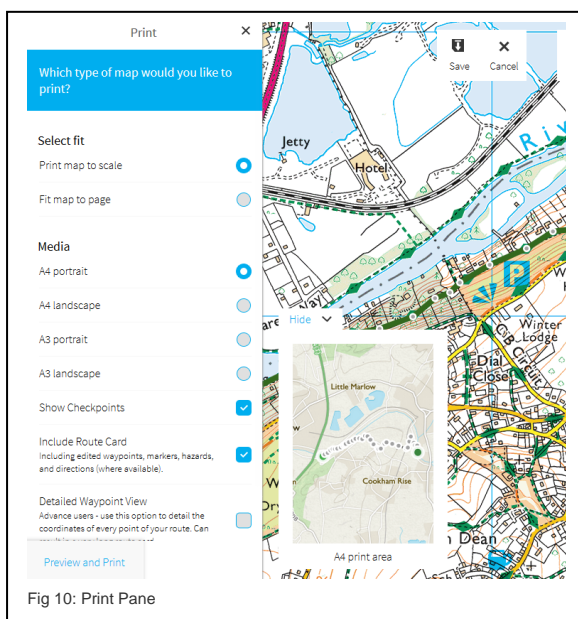 Print
Which type of map would you like to
print?
Select fit
Print map to scale
Fit map to page
Media
A4 portrait
A4 landscape
A3 portrait
A3 landscape
Show Checkpoints
Include Route Card
Including edited waypoints, markers, hazards,
and directions (where available).
Detailed Waypoint View
Advance users - use this option to detail the
coordinates of every point of your route. Can
Preview and Print
Save
Cancel
Jetty
Hotel
Riv
P
Way
Hide
Winter
Lodge
Dial
Close
CB Circuit
Little Marlow
Cookham Rise
Dean
A4 print area
Fig 10: Print Pane